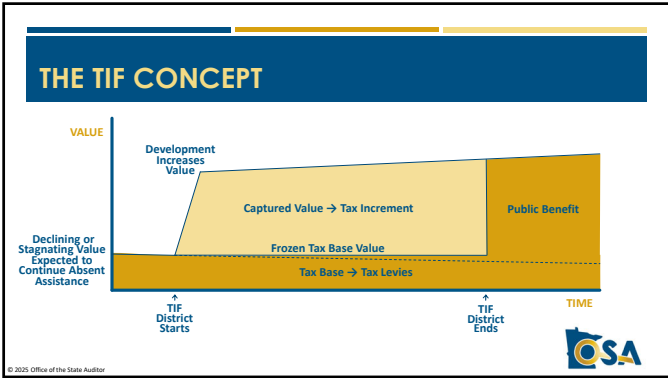 THE TIF CONCEPT
VALUE
Development
Increases
Value
Captured Value → Tax Increment
Public Benefit
Declining or
Stagnating Value
Expected to
Continue Absent
Assistance
Frozen Tax Base Value
Tax Base → Tax Levies
TIME
TIF
District
Starts
TIF
District
Ends
OSA
© 2025 Office of the State Auditor